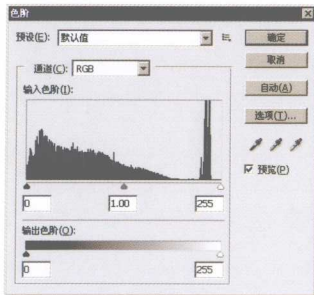 色阶
预设(E): 默认值
确定
取消
自动(A)
选项(T)...
预览(P)
通道(C): RGB
输入色阶(I):
0 1.00 255
输出色阶(O):
0 255